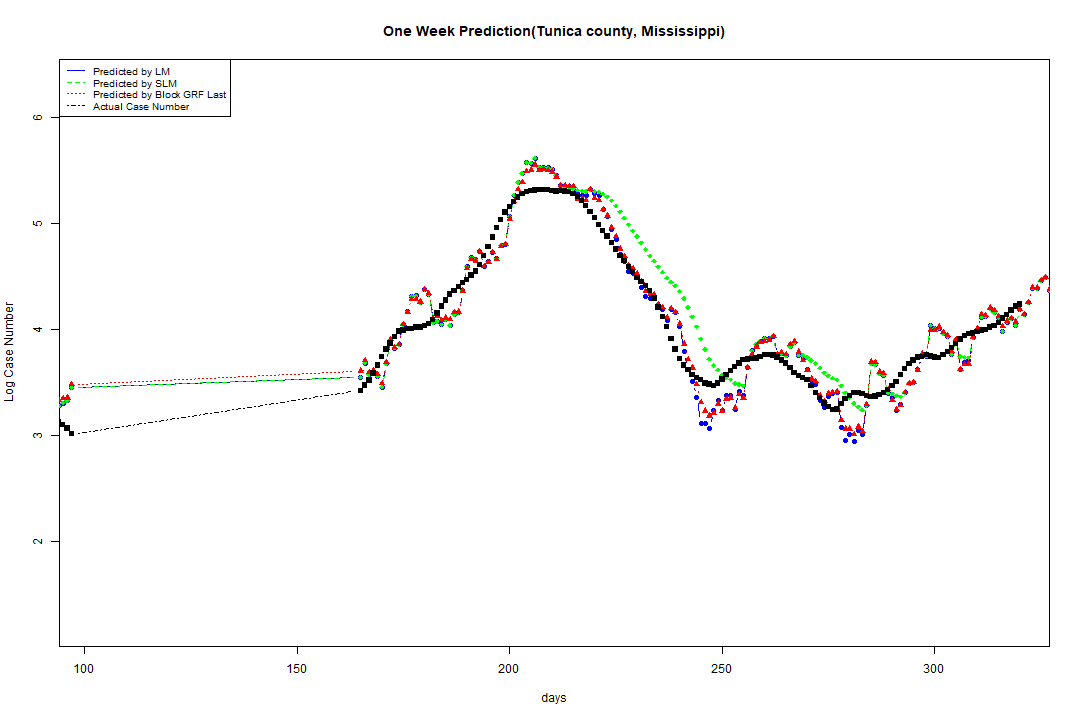 One Week Prediction(Tunica county, Mississippi)
Predicted by LM
Predicted by SLM
Predicted by Block GRF Last
Actual Case Number
Log Case Number
6
5
4
3
2
100 150 200 250 300
days